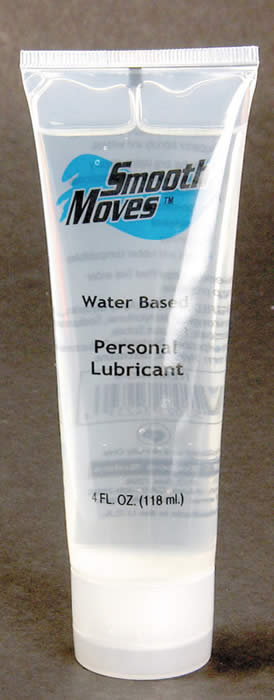 Smooth
Moves™
Water Based
Personal
Lubricant
4 FL. OZ. (118 ml.)